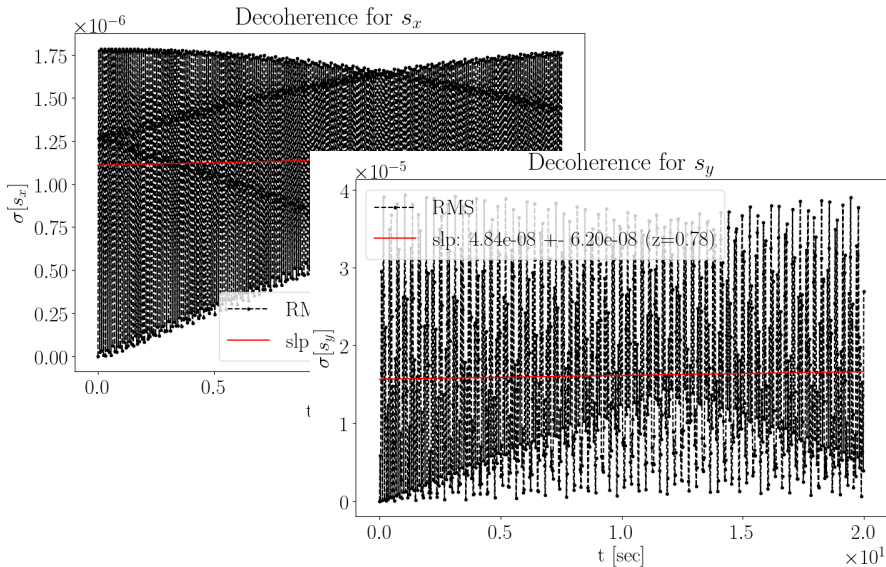 Decoherence for s_x
×10⁻⁶
1.75
1.50
1.25
1.00
0.75
0.50
0.25
0.00
σ[s_x]
0.0
0.5
t
RM
slp
Decoherence for s_y
×10⁻⁵
4
3
2
1
0
σ[s_y]
RMS
slp: 4.84e-08 +- 6.20e-08 (z=0.78)
0.0
0.5
1.0
1.5
2.0
t [sec]
×10¹